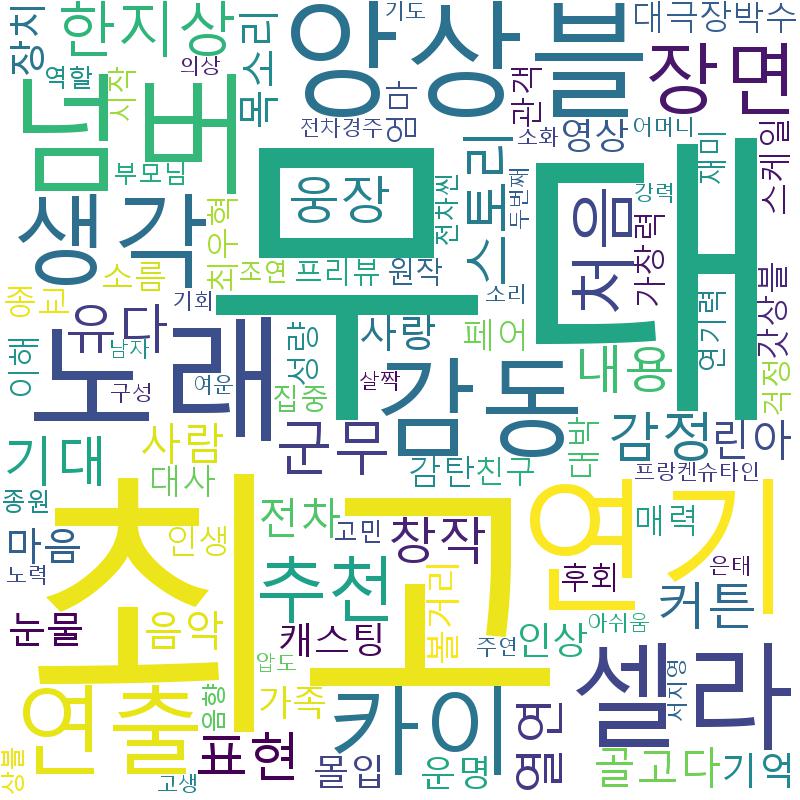 장치
한지상
목소리
앙상블
기도
대극장
박수
역할
시작
의상
넘버
관객
장면
전차경주
엄마
소화
영상
어머니
재미
스케일
부모님
무대
웅장
전차씬
스토리
두번째
처음
강력
생각
우혁
최
소름
조연
프리뷰
원작
가창력
종교
기회
소리
연기력
갓상블
유다
남자
성량
사랑
페어
이해
노래
구성
여운
집중
살짝
감동
내용
걱정
기대
사람
군무
대박
감정
린아
대사
감탄
친구
프랑켄슈타인
종원
최고
전차
고민
창작
연기
매력
마음
인생
노력
추천
후회
은태
커튼
눈물
음악
캐스팅
볼거리
주연
인상
아쉬움
압도
셀라
서지영
연출
음향
가족
카이
열연
표현
몰입
운명
골고다
기억
상블
고생